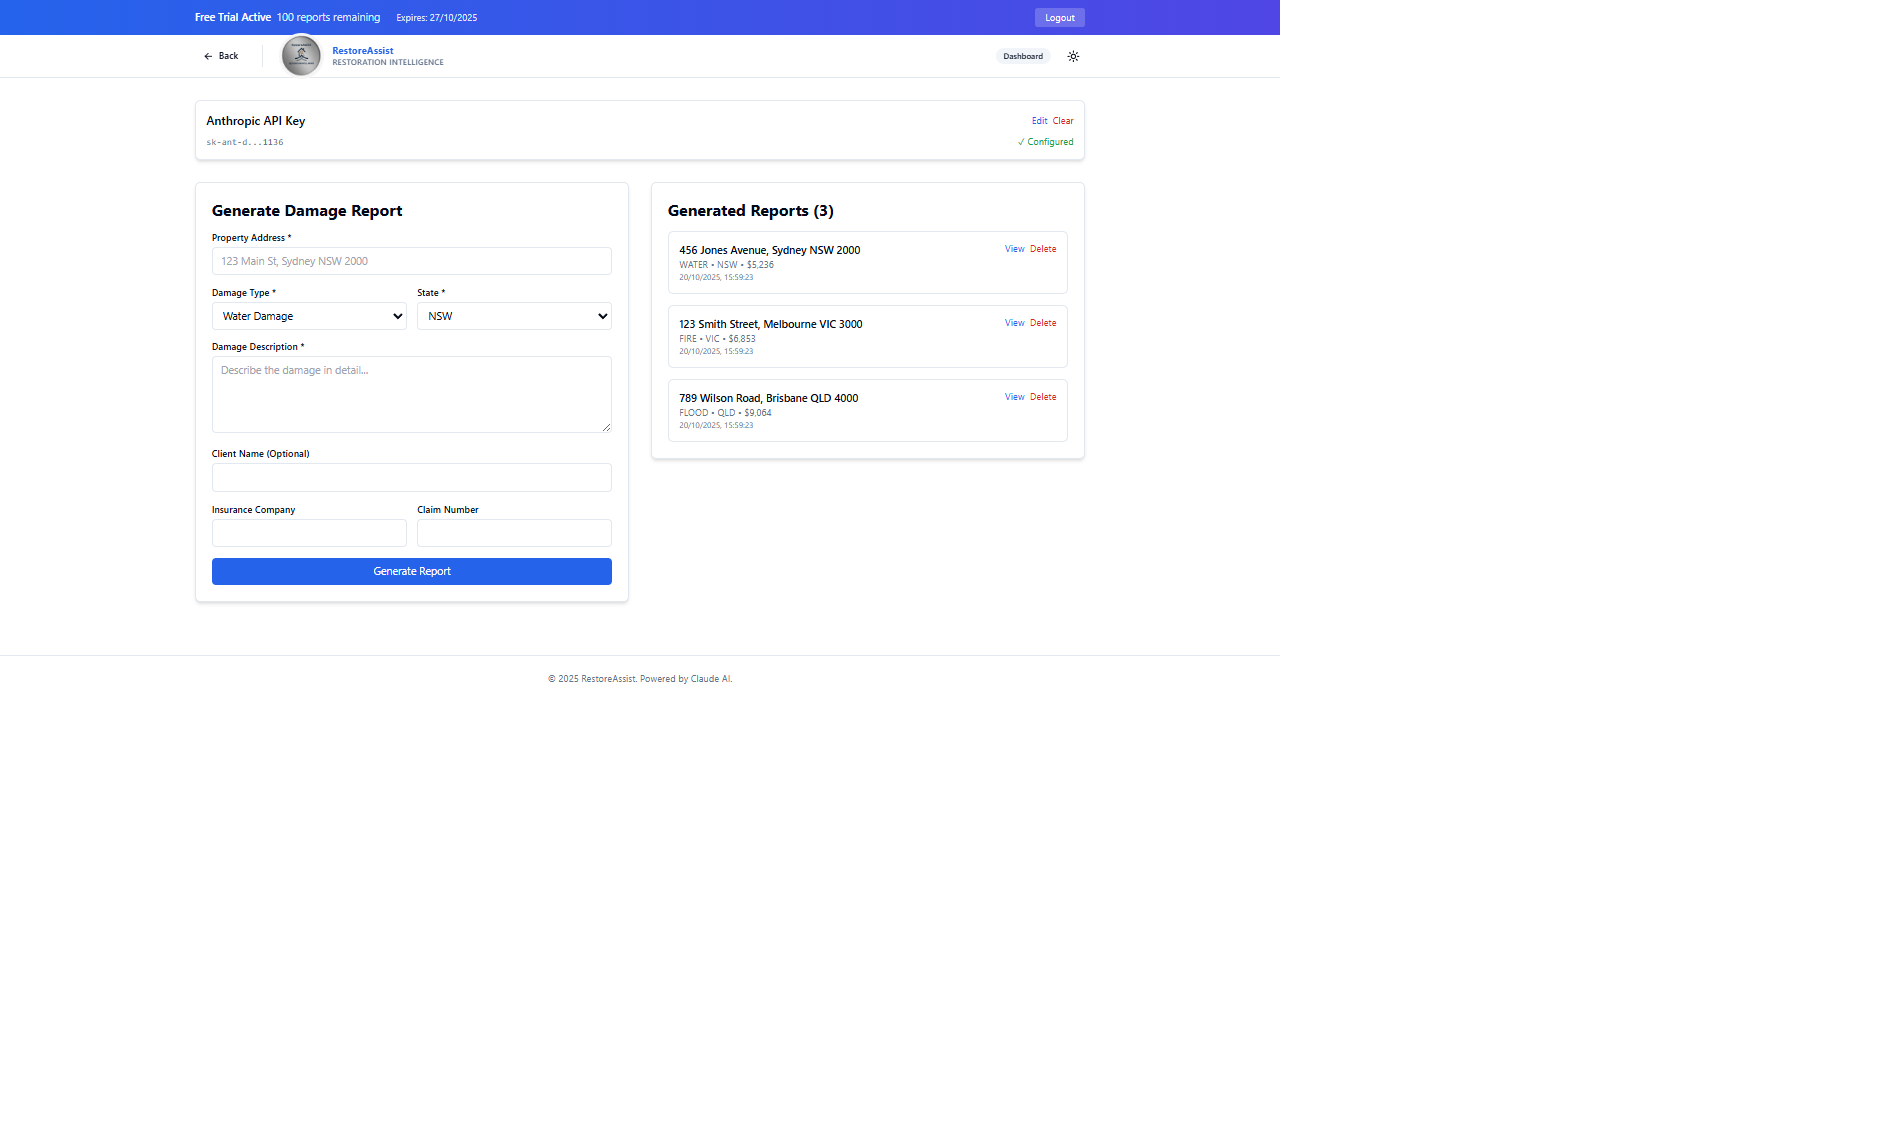 Free Trial Active 100 reports remaining Expires: 27/10/2025 Logout
← Back RestoreAssist Dashboard
RESTORATION INTELLIGENCE
Anthropic API Key Edit Clear
sk-ant-d...1136 ✓ Configured
Generate Damage Report
Property Address *
123 Main St, Sydney NSW 2000
Damage Type * State *
Water Damage NSW
Damage Description *
Describe the damage in detail...
Client Name (Optional)
Insurance Company Claim Number
Generate Report
Generated Reports (3)
456 Jones Avenue, Sydney NSW 2000 View Delete
WATER • NSW • $5,236
20/10/2025, 15:59:23
123 Smith Street, Melbourne VIC 3000 View Delete
FIRE • VIC • $6,853
20/10/2025, 15:59:23
789 Wilson Road, Brisbane QLD 4000 View Delete
FLOOD • QLD • $9,064
20/10/2025, 15:59:23
© 2025 RestoreAssist. Powered by Claude AI.